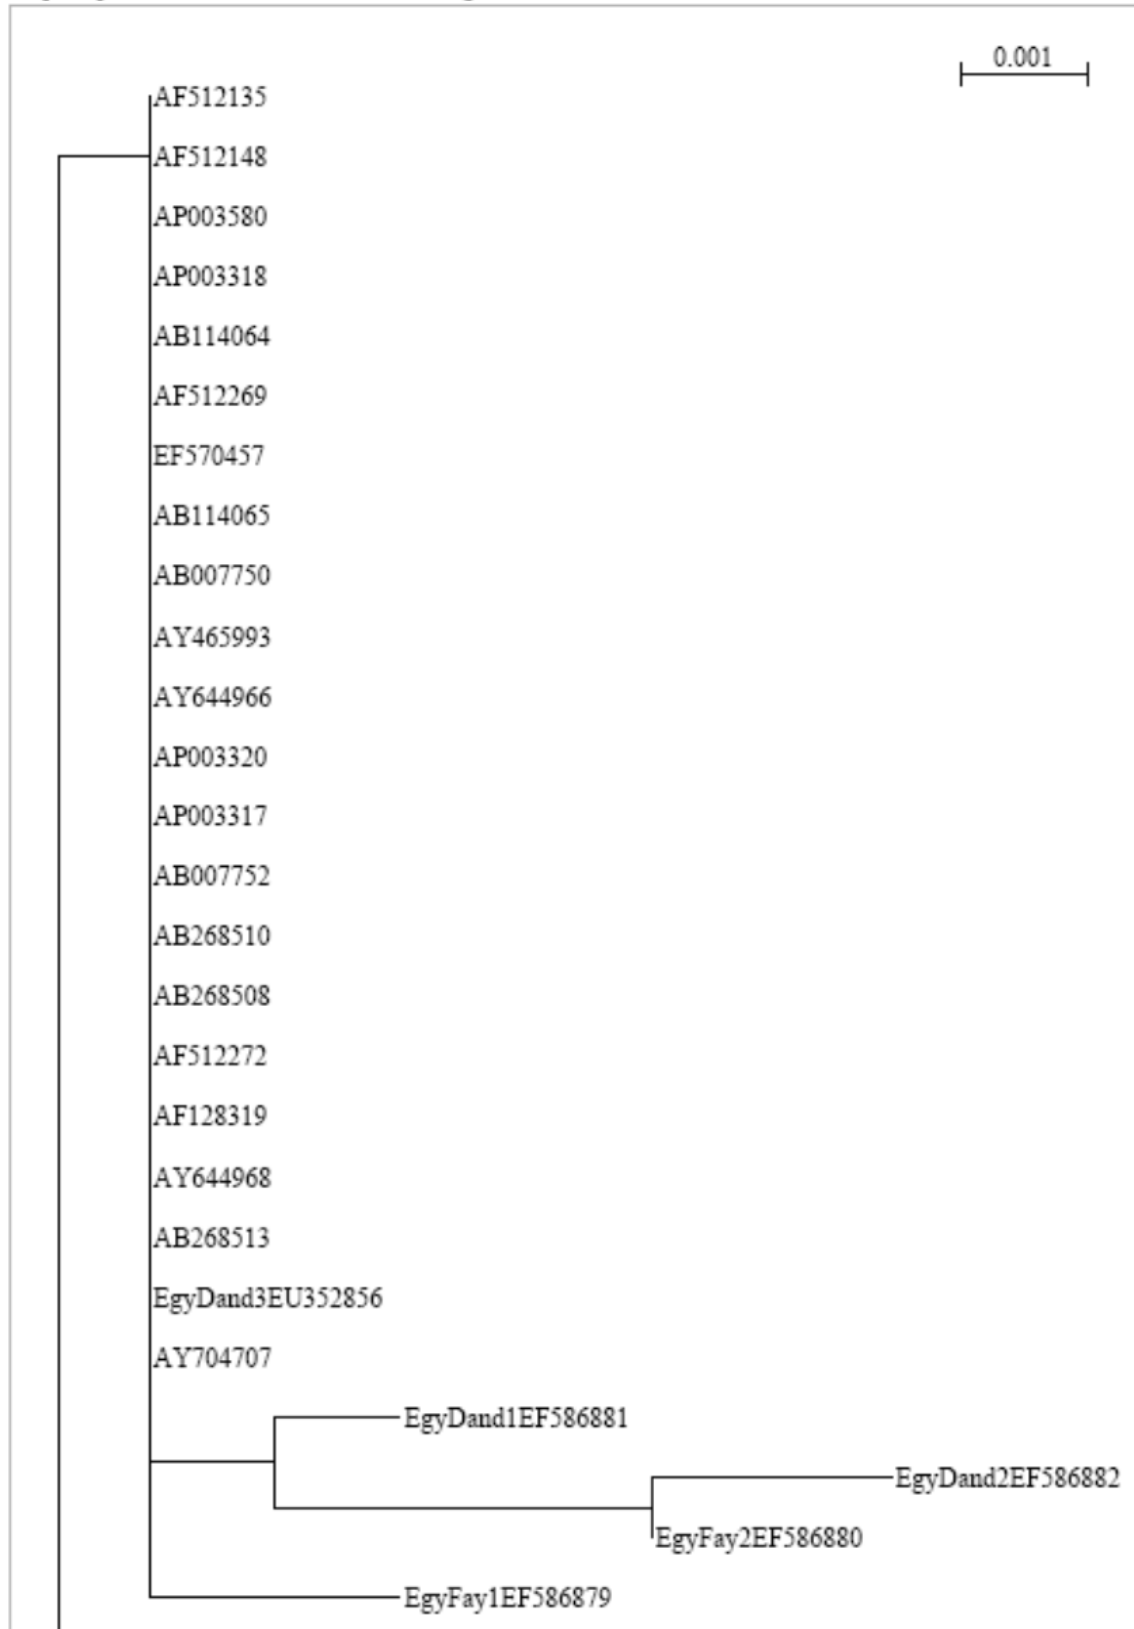 0.001
AF512135
AF512148
AP003580
AP003318
AB114064
AF512269
EF570457
AB114065
AB007750
AY465993
AY644966
AP003320
AP003317
AB007752
AB268510
AB268508
AF512272
AF128319
AY644968
AB268513
EgyDand3EU352856
AY704707
EgyDand1EF586881
EgyDand2EF586882
EgyFay2EF586880
EgyFay1EF586879